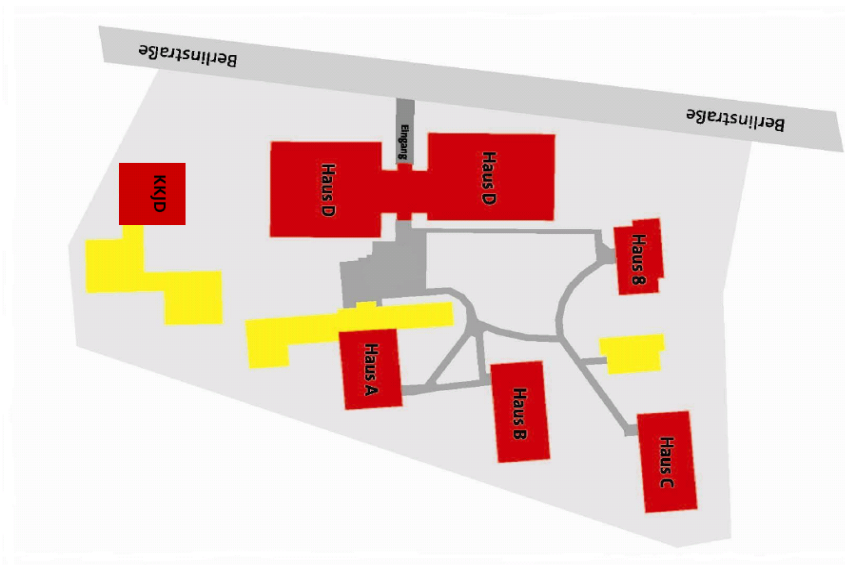 Berlinstraße
Berlinstraße
Eingang
KKJD
Haus D
Haus D
Haus 8
Haus A
Haus B
Haus C